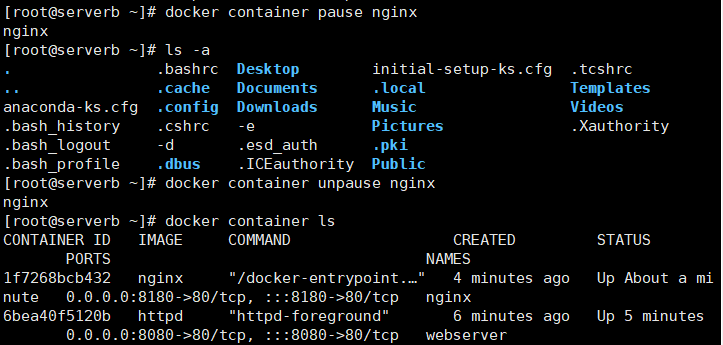 [root@serverb ~]# docker container pause nginx
nginx
[root@serverb ~]# ls -a
.                .bashrc  Desktop        initial-setup-ks.cfg  .tcshrc
..               .cache   Documents      .local                Templates
anaconda-ks.cfg  .config  Downloads      Music                 Videos
.bash_history    .cshrc   -e             Pictures              .Xauthority
.bash_logout     -d       .esd_auth      .pki
.bash_profile    .dbus    .ICEauthority  Public
[root@serverb ~]# docker container unpause nginx
nginx
[root@serverb ~]# docker container ls
CONTAINER ID   IMAGE     COMMAND                  CREATED         STATUS
       PORTS                                   NAMES
1f7268bcb432   nginx     "/docker-entrypoint.…"   4 minutes ago   Up About a mi
nute   0.0.0.0:8180->80/tcp, :::8180->80/tcp   nginx
6bea40f5120b   httpd     "httpd-foreground"       6 minutes ago   Up 5 minutes
       0.0.0.0:8080->80/tcp, :::8080->80/tcp   webserver